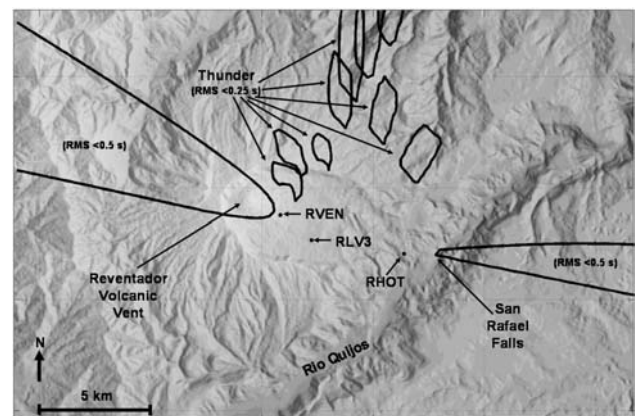 Thunder
(RMS <0.25 s)
(RMS <0.5 s)
RVEN
RLV3
RHOT
(RMS <0.5 s)
Reventador
Volcanic
Vent
San
Rafael
Falls
Rio Quijos
N
5 km